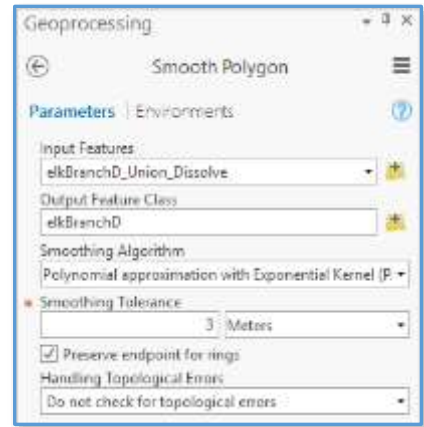 Geoprocessing
Smooth Polygon
Parameters | Environments
Input Features
elkBranchD_Union_Dissolve
Output Feature Class
elkBranchD
Smoothing Algorithm
Polynomial approximation with Exponential Kernel (P
* Smoothing Tolerance
3 Meters
Preserve endpoint for rings
Handling Topological Errors
Do not check for topological errors